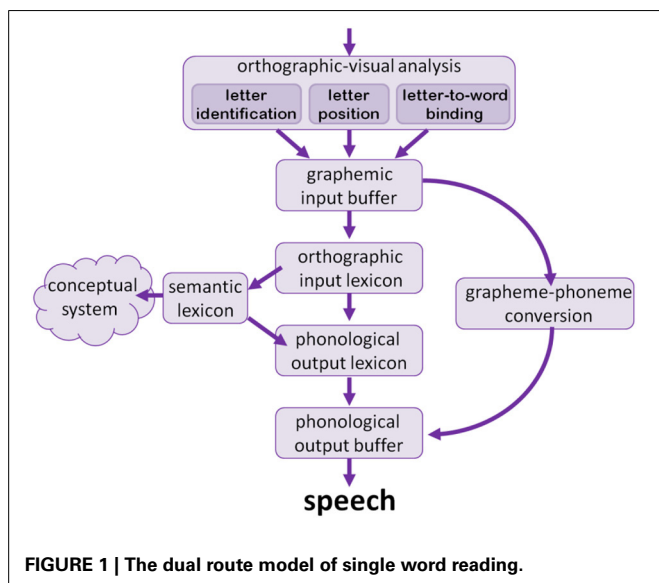 orthographic-visual analysis
letter identification
letter position
letter-to-word binding
graphemic
input buffer
orthographic
input lexicon
conceptual
system
semantic
lexicon
grapheme-phoneme
conversion
phonological
output lexicon
phonological
output buffer
speech
FIGURE 1 | The dual route model of single word reading.